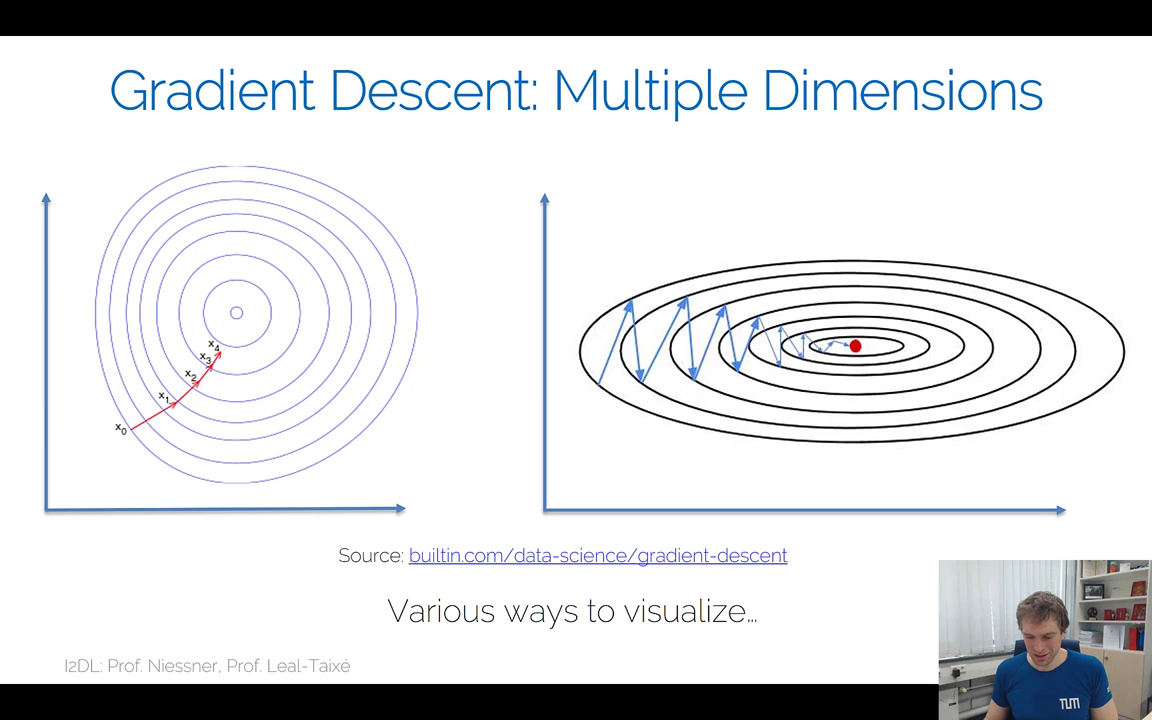 Gradient Descent: Multiple Dimensions
x4
x3
x2
x1
x0
Source: builtin.com/data-science/gradient-descent
Various ways to visualize...
I2DL: Prof. Niessner, Prof. Leal-Taixé
TUM